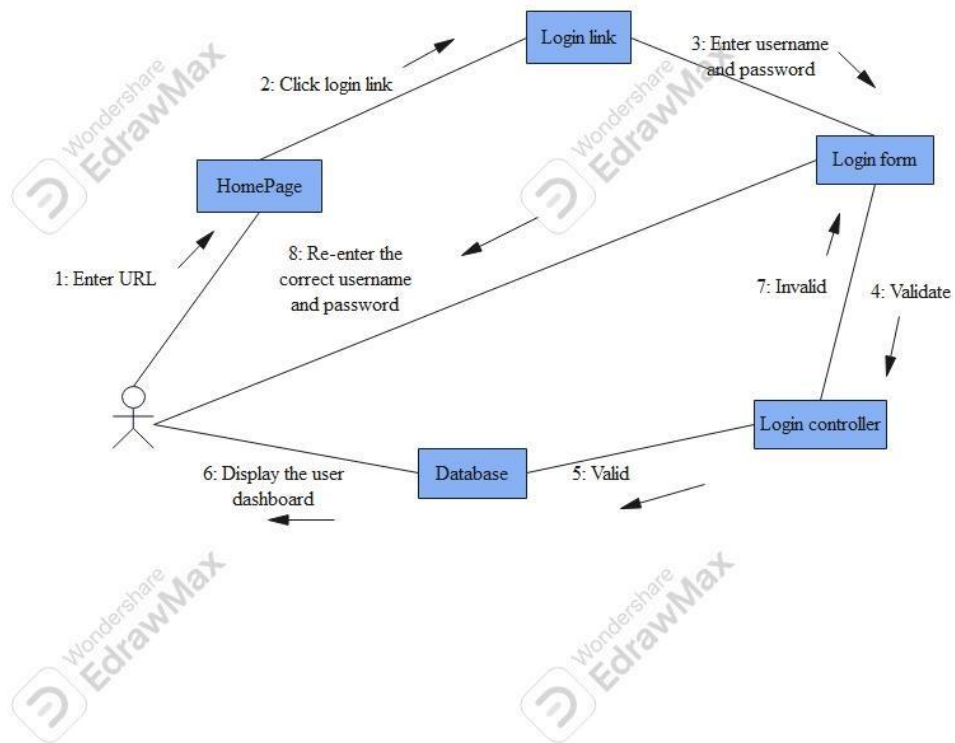 Login link
3: Enter username
and password
2: Click login link
Wondershare
EdrawMax
Wondershare
EdrawMax
Login form
HomePage
1: Enter URL
8: Re-enter the
correct username
and password
7: Invalid
4: Validate
Login controller
6: Display the user
dashboard
Database
5: Valid
Wondershare
EdrawMax
Wondershare
EdrawMax